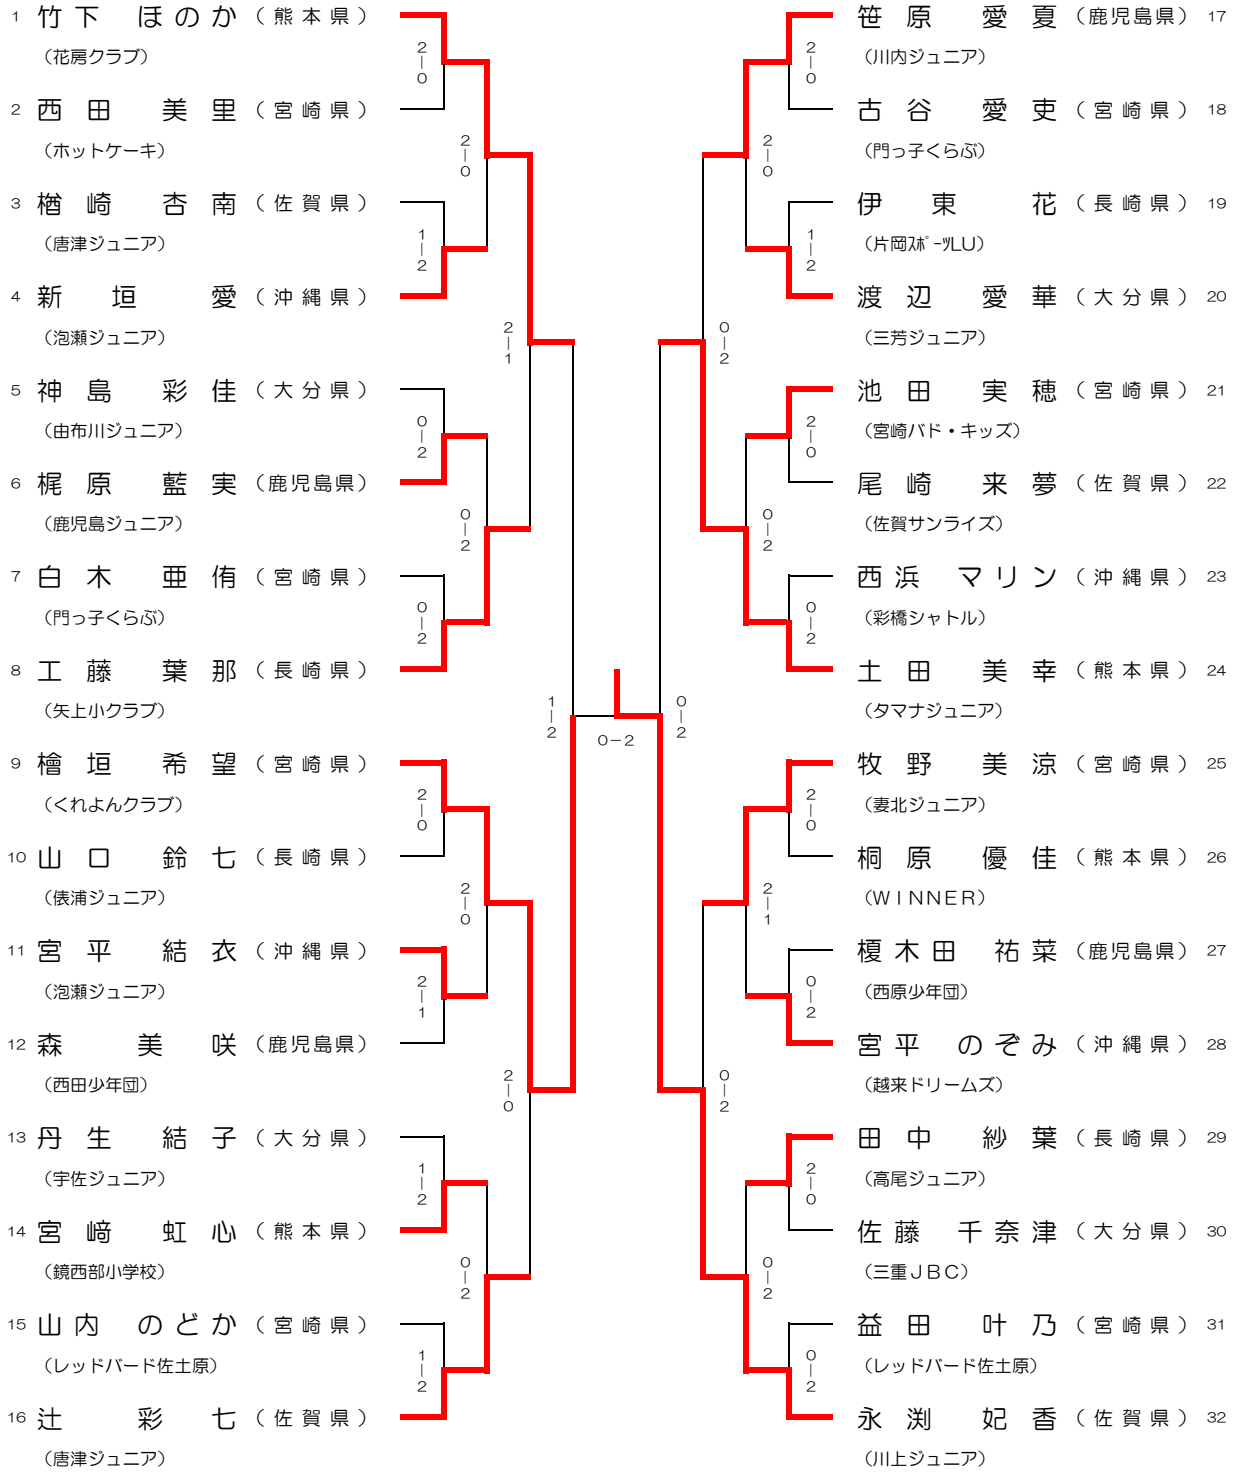 1 竹下 ほのか （熊本県）
（花房クラブ）
2 西田 美里 （宮崎県）
（ホットケーキ）
3 楢崎 杏南 （佐賀県）
（唐津ジュニア）
4 新垣 愛 （沖縄県）
（泡瀬ジュニア）
5 神島 彩佳 （大分県）
（由布川ジュニア）
6 梶原 藍実 （鹿児島県）
（鹿児島ジュニア）
7 白木 亜侑 （宮崎県）
（門っ子くらぶ）
8 工藤 葉那 （長崎県）
（矢上小クラブ）
9 檜垣 希望 （宮崎県）
（くれよんクラブ）
10 山口 鈴七 （長崎県）
（俵浦ジュニア）
11 宮平 結衣 （沖縄県）
（泡瀬ジュニア）
12 森 美咲 （鹿児島県）
（西田少年団）
13 丹生 結子 （大分県）
（宇佐ジュニア）
14 宮﨑 虹心 （熊本県）
（鏡西部小学校）
15 山内 のどか （宮崎県）
（レッドバード佐土原）
16 辻 彩七 （佐賀県）
（唐津ジュニア）
2－0
1－2
0－2
0－2
2－0
2－1
1－2
1－2
2－0
0－2
2－0
0－2
2－1
2－0
1－2
0－2
0－2
0－2
0－2
2－0
0－2
2－1
0－2
2－0
1－2
2－0
0－2
2－0
0－2
2－0
0－2
笹原 愛夏 （鹿児島県） 17
（川内ジュニア）
古谷 愛吏 （宮崎県） 18
（門っ子くらぶ）
伊東 花 （長崎県） 19
（片岡ｽﾎﾟｰﾂLU）
渡辺 愛華 （大分県） 20
（三芳ジュニア）
池田 実穂 （宮崎県） 21
（宮崎バド・キッズ）
尾崎 来夢 （佐賀県） 22
（佐賀サンライズ）
西浜 マリン （沖縄県） 23
（彩橋シャトル）
土田 美幸 （熊本県） 24
（タマナジュニア）
牧野 美涼 （宮崎県） 25
（妻北ジュニア）
桐原 優佳 （熊本県） 26
（ＷＩＮＮＥＲ）
榎木田 祐菜 （鹿児島県） 27
（西原少年団）
宮平 のぞみ （沖縄県） 28
（越来ドリームズ）
田中 紗葉 （長崎県） 29
（高尾ジュニア）
佐藤 千奈津 （大分県） 30
（三重ＪＢＣ）
益田 叶乃 （宮崎県） 31
（レッドバード佐土原）
永渕 妃香 （佐賀県） 32
（川上ジュニア）